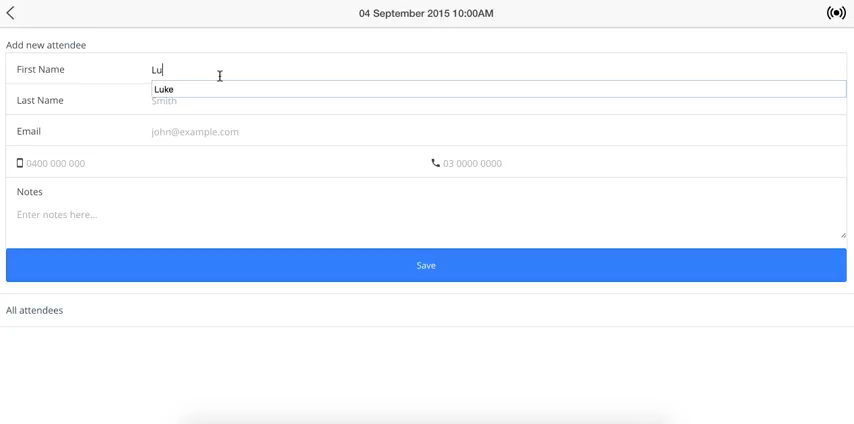 04 September 2015 10:00AM
Add new attendee
First Name Lu
Luke
Last Name Smith
Email john@example.com
0400 000 000 03 0000 0000
Notes
Enter notes here...
Save
All attendees